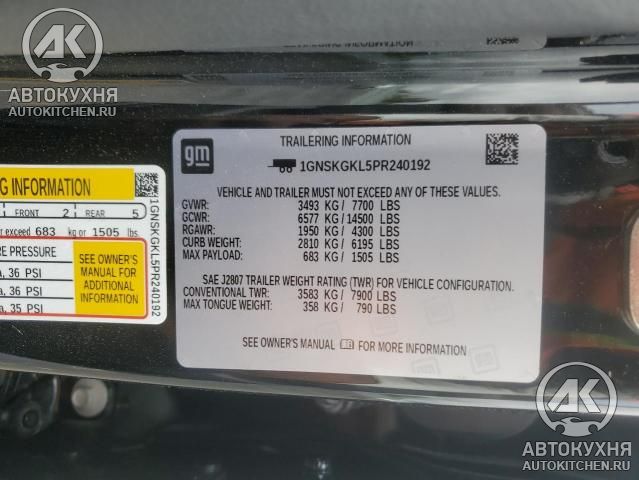 АК
АВТОКУХНЯ
AUTOKITCHEN.RU
gm
TRAILERING INFORMATION
1GNSKGKL5PR240192
VEHICLE AND TRAILER MUST NOT EXCEED ANY OF THESE VALUES.
GVWR: 3493 KG/ 7700 LBS
GCWR: 6577 KG/14500 LBS
RGAWR: 1950 KG/ 4300 LBS
CURB WEIGHT: 2810 KG/ 6195 LBS
MAX PAYLOAD: 683 KG/ 1505 LBS
SAE J2807 TRAILER WEIGHT RATING (TWR) FOR VEHICLE CONFIGURATION.
CONVENTIONAL TWR: 3583 KG/ 7900 LBS
MAX TONGUE WEIGHT: 358 KG/ 790 LBS
SEE OWNER'S MANUAL FOR MORE INFORMATION
INFORMATION
FRONT 2 REAR 5
exceed 683 kg or 1505 lbs.
PRESSURE
36 PSI
36 PSI
35 PSI
SEE OWNER'S
MANUAL FOR
ADDITIONAL
INFORMATION
1GNSKGKL5PR240192
АК
АВТОКУХНЯ
AUTOKITCHEN.RU